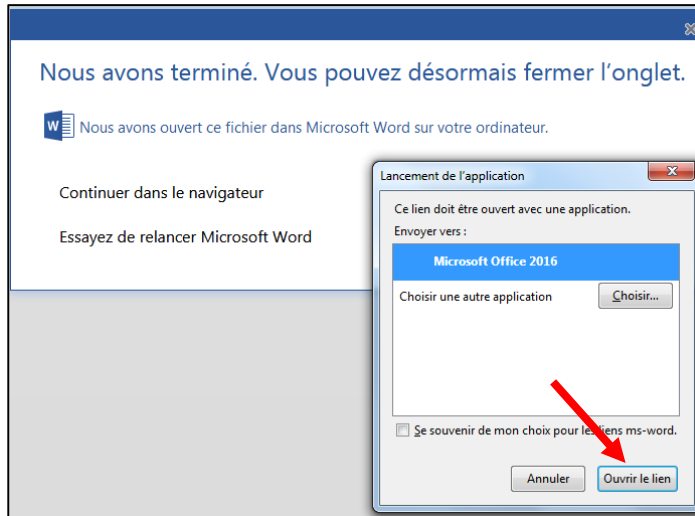 Nous avons terminé. Vous pouvez désormais fermer l’onglet.
W
Nous avons ouvert ce fichier dans Microsoft Word sur votre ordinateur.
Continuer dans le navigateur
Essayez de relancer Microsoft Word
Lancement de l’application
Ce lien doit être ouvert avec une application.
Envoyer vers :
Microsoft Office 2016
Choisir une autre application
Choisir...
Se souvenir de mon choix pour les liens ms-word.
Annuler
Ouvrir le lien